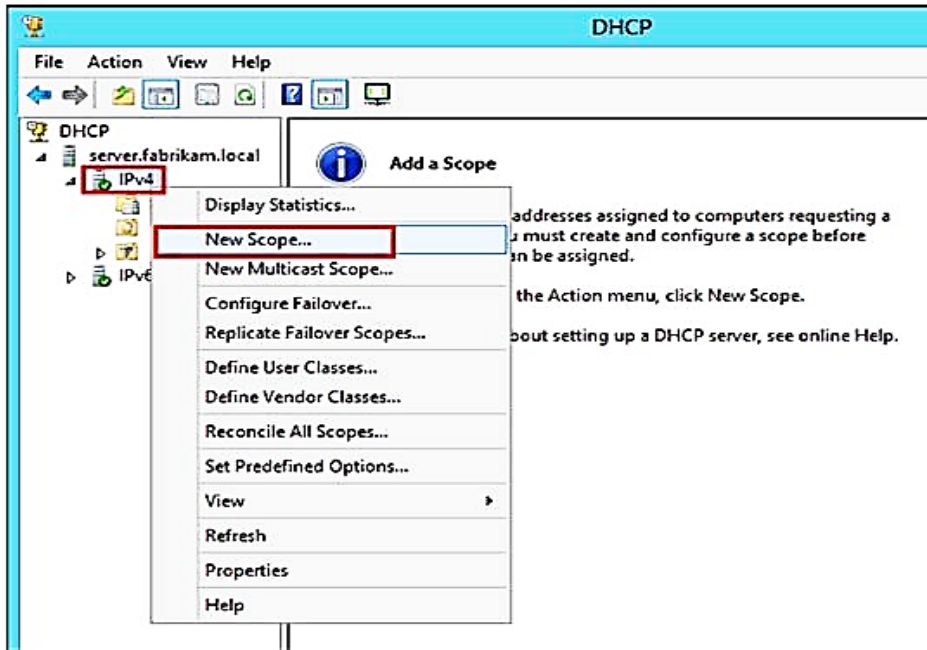 DHCP
File Action View Help
DHCP
server.fabrikam.local
IPv4
IPv6
Add a Scope
addresses assigned to computers requesting a
must create and configure a scope before
an be assigned.
the Action menu, click New Scope.
bout setting up a DHCP server, see online Help.
Display Statistics...
New Scope...
New Multicast Scope...
Configure Failover...
Replicate Failover Scopes...
Define User Classes...
Define Vendor Classes...
Reconcile All Scopes...
Set Predefined Options...
View
Refresh
Properties
Help